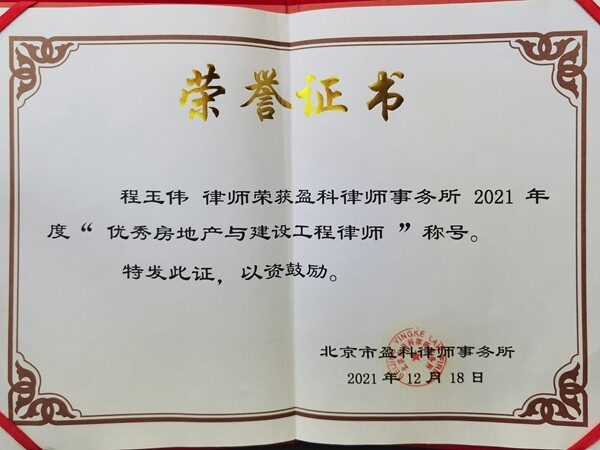 荣誉证书
程玉伟 律师荣获盈科律师事务所 2021 年
度“ 优秀房地产与建设工程律师 ”称号。
特发此证，以资鼓励。
北京市盈科律师事务所
2021 年 12 月 18 日